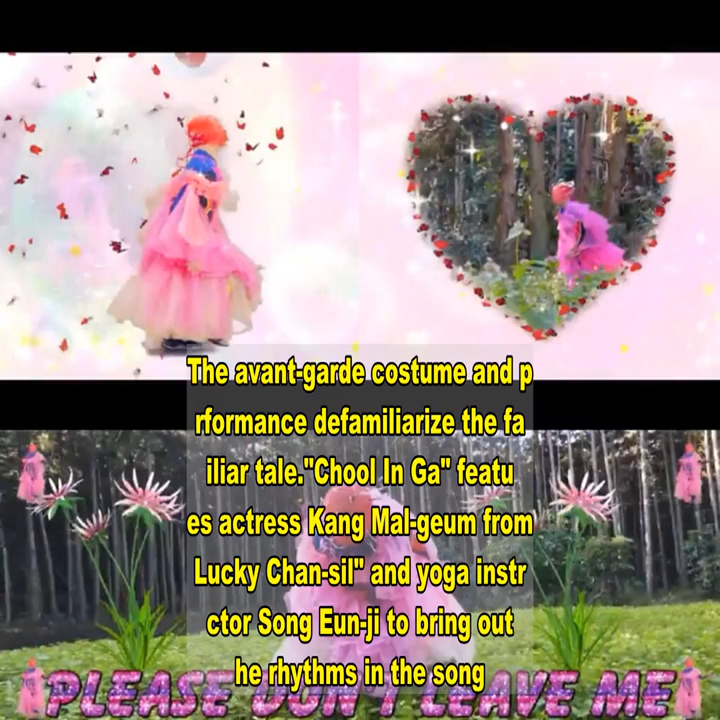 The avant-garde costume and p
rformance defamiliarize the fa
iliar tale."Chool In Ga" featu
es actress Kang Mal-geum from
Lucky Chan-sil" and yoga instr
ctor Song Eun-ji to bring out
he rhythms in the song
PLEASE DON'T LEAVE ME